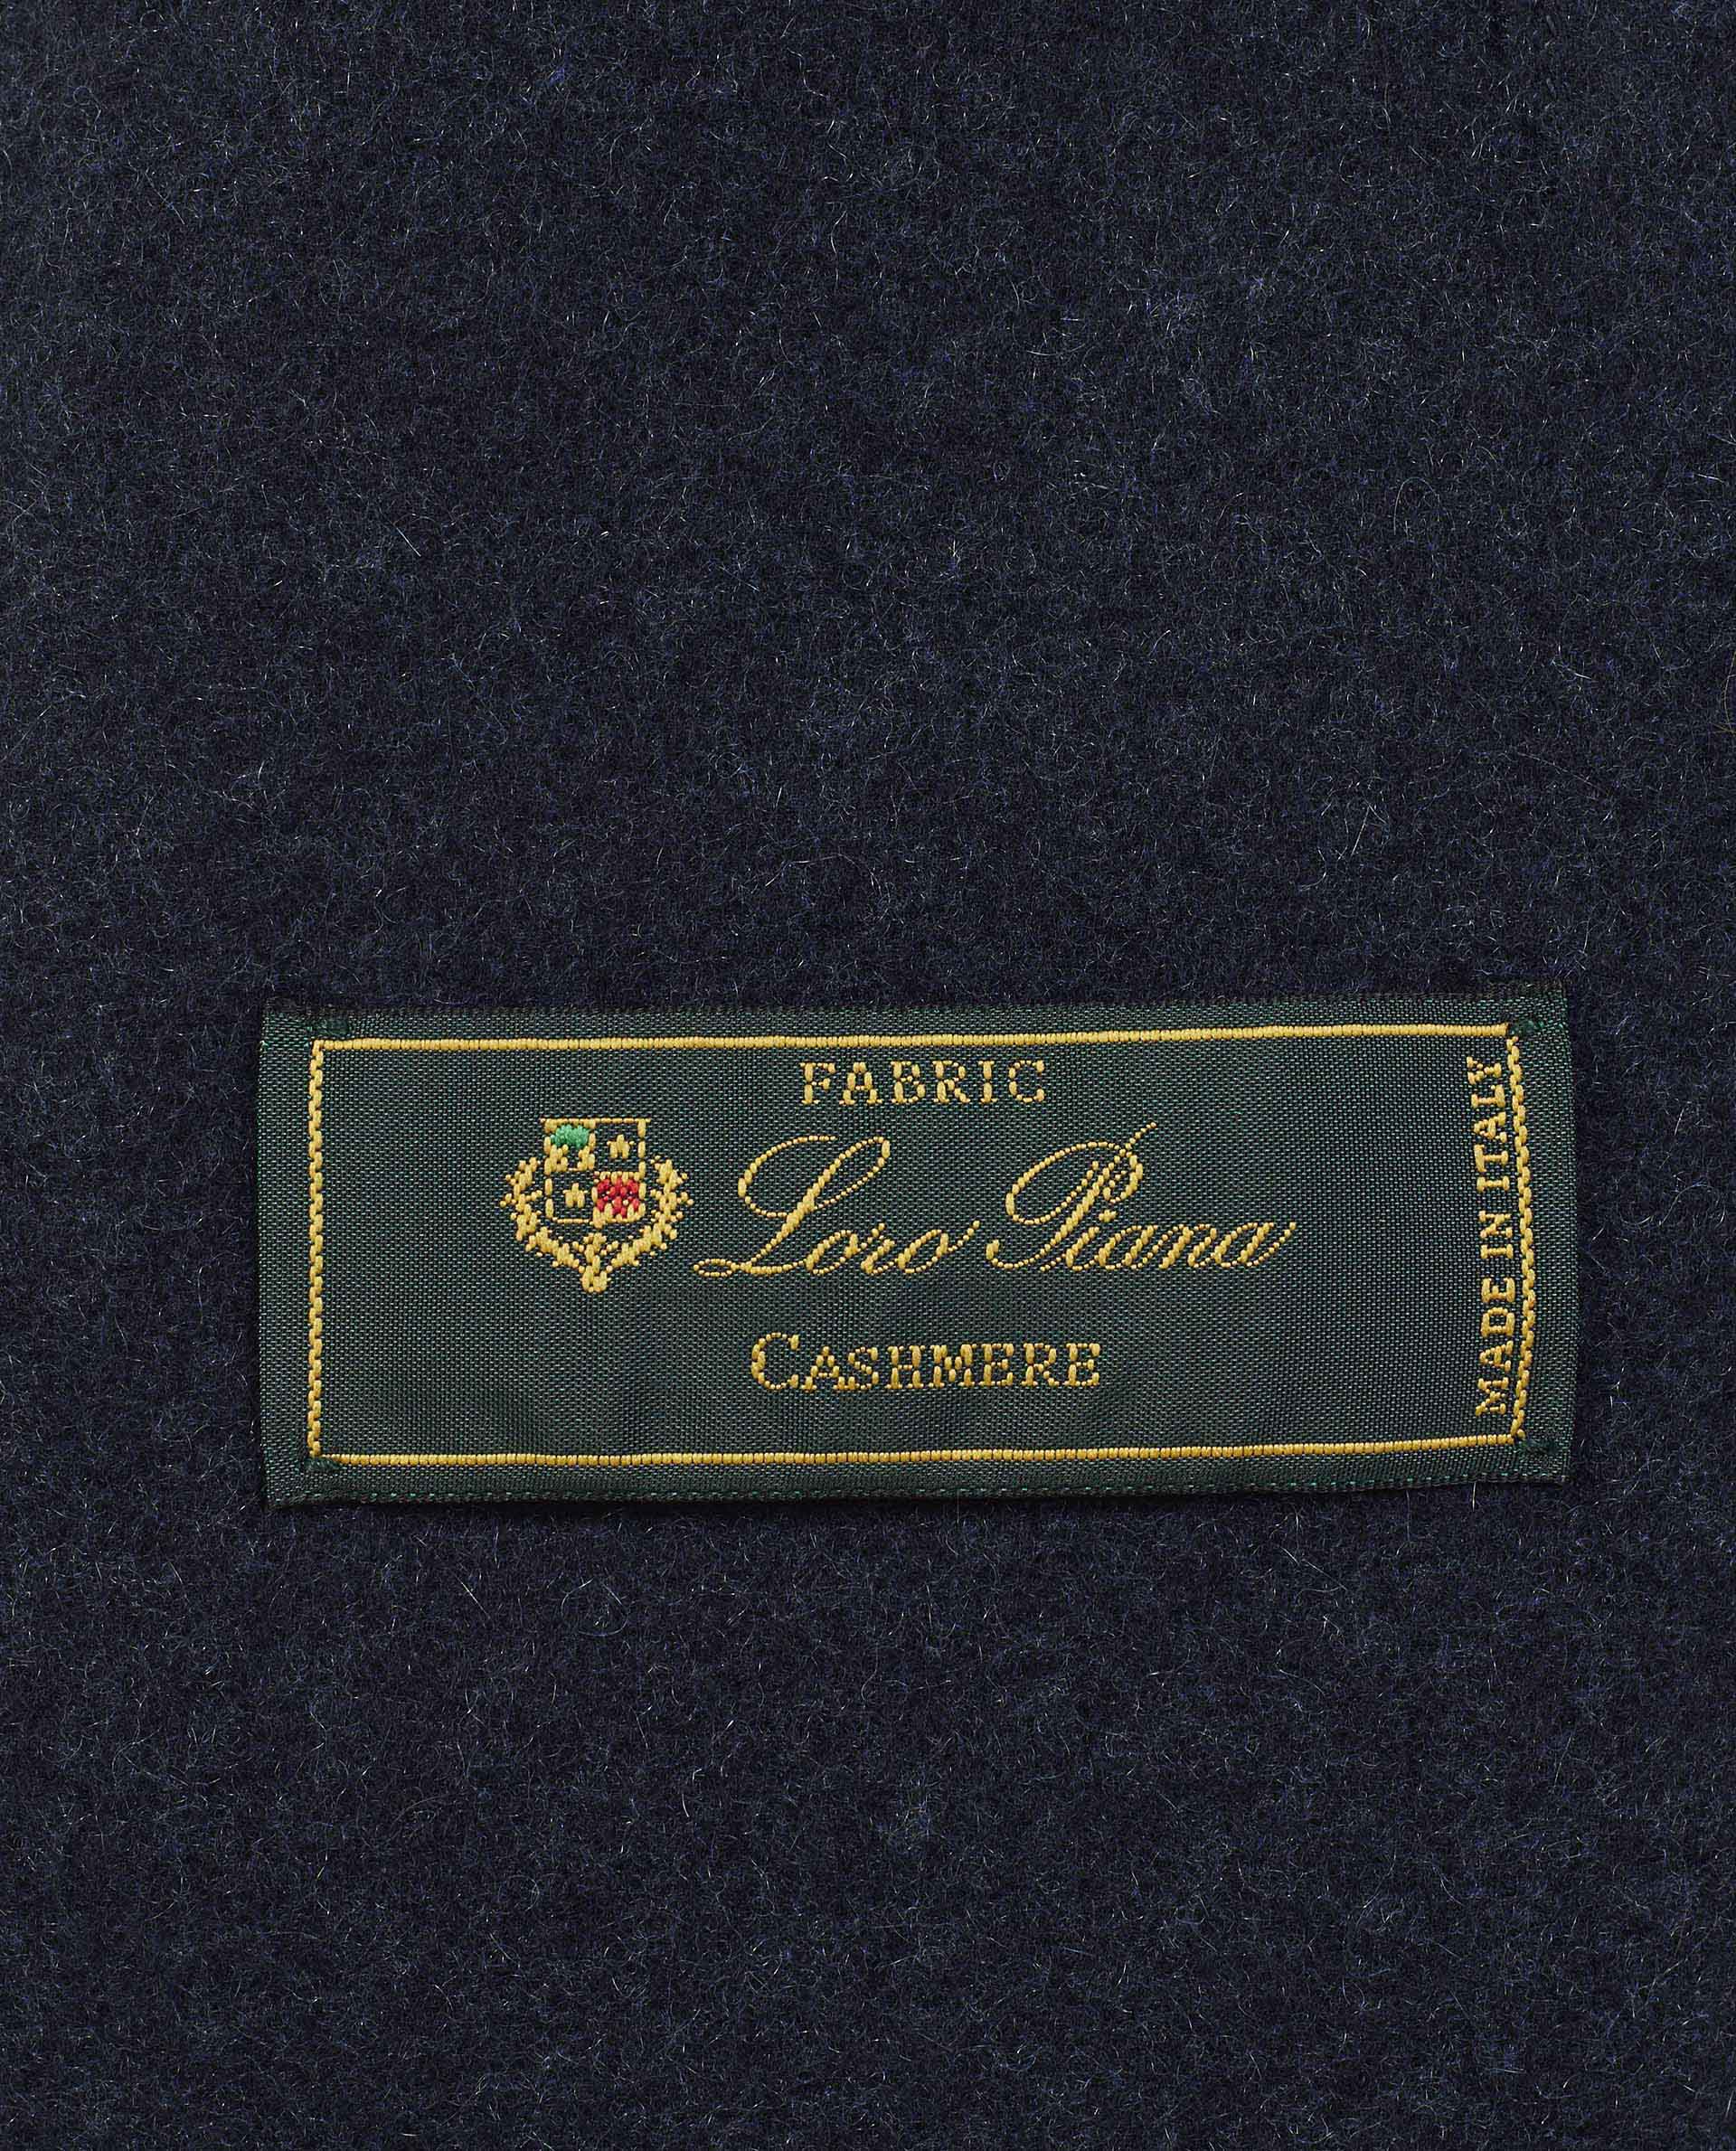 FABRIC
Loro Piana
CASHMERE
MADE IN ITALY